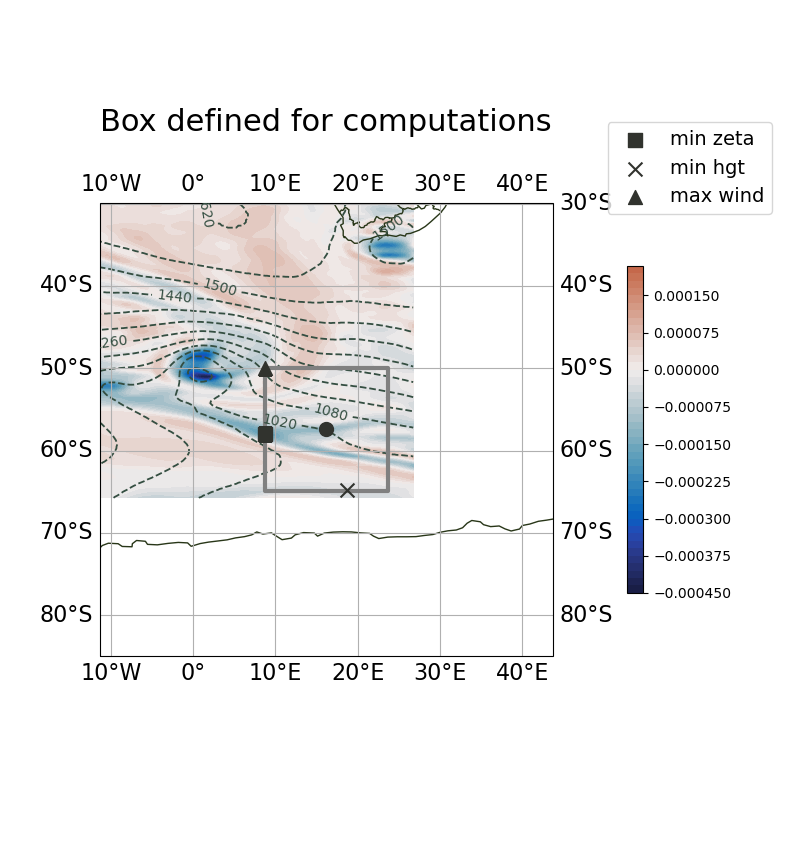 Box defined for computations
min zeta
min hgt
max wind
10°W 0° 10°E 20°E 30°E 40°E
30°S
40°S 40°S
50°S 50°S
60°S 60°S
70°S 70°S
80°S 80°S
10°W 0° 10°E 20°E 30°E 40°E
1500
1440
260
1080
1020
0.000150
0.000075
0.000000
−0.000075
−0.000150
−0.000225
−0.000300
−0.000375
−0.000450